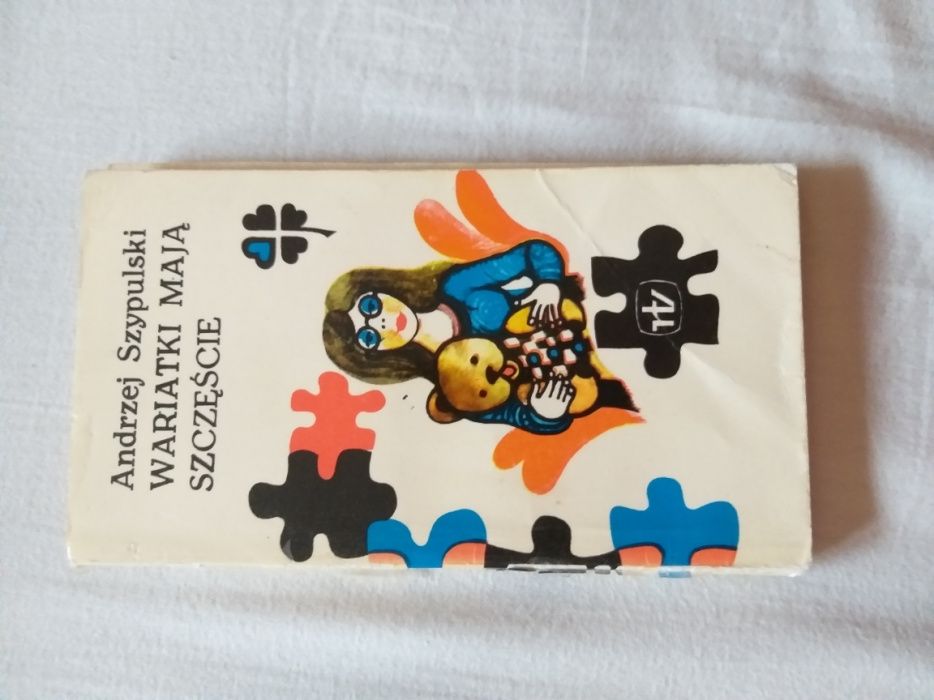 Andrzej Szypulski
WARIATKI MAJĄ
SZCZĘŚCIE